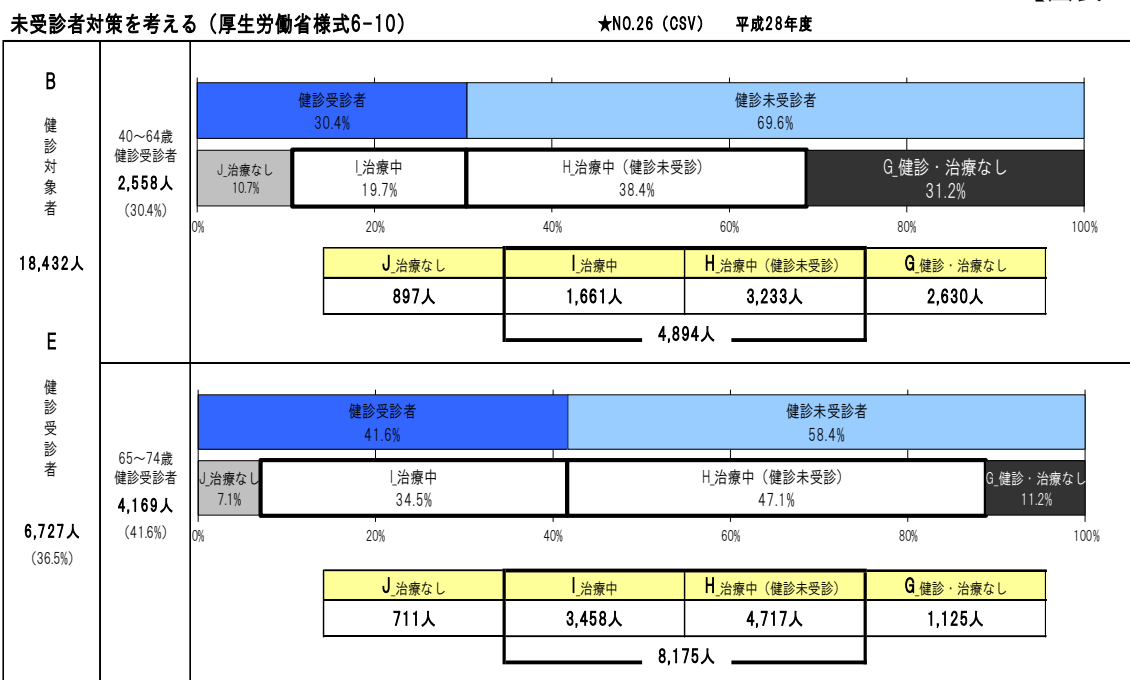 未受診者対策を考える（厚生労働省様式6-10） ★NO.26（CSV） 平成28年度
B
健診対象者
18,432人
E
健診受診者
6,727人
(36.5%)
40～64歳
健診受診者
2,558人
(30.4%)
健診受診者
30.4%
健診未受診者
69.6%
J_治療なし
10.7%
I_治療中
19.7%
H_治療中（健診未受診）
38.4%
G_健診・治療なし
31.2%
0% 20% 40% 60% 80% 100%
J_治療なし I_治療中 H_治療中（健診未受診） G_健診・治療なし
897人 1,661人 3,233人 2,630人
4,894人
65～74歳
健診受診者
4,169人
(41.6%)
健診受診者
41.6%
健診未受診者
58.4%
J_治療なし
7.1%
I_治療中
34.5%
H_治療中（健診未受診）
47.1%
G_健診・治療なし
11.2%
0% 20% 40% 60% 80% 100%
J_治療なし I_治療中 H_治療中（健診未受診） G_健診・治療なし
711人 3,458人 4,717人 1,125人
8,175人